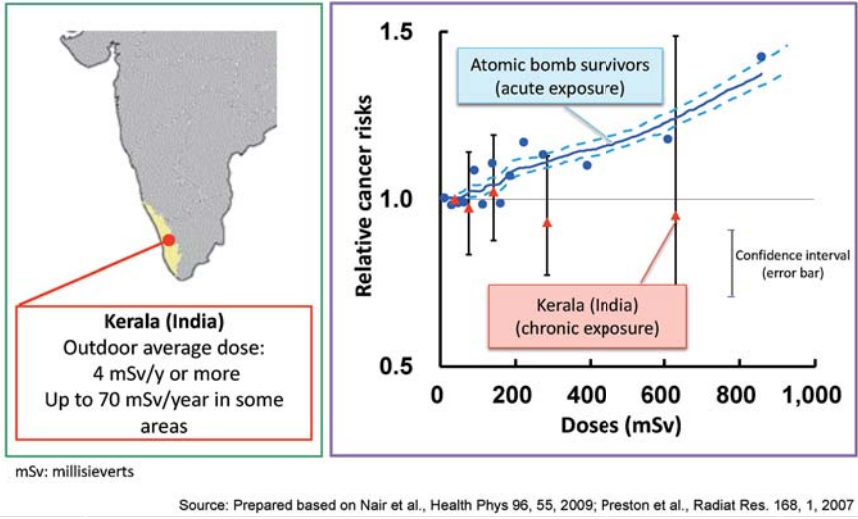 Kerala (India)
Outdoor average dose:
4 mSv/y or more
Up to 70 mSv/year in some
areas
mSv: millisieverts
Relative cancer risks
1.5
1.0
0.5
Atomic bomb survivors
(acute exposure)
Kerala (India)
(chronic exposure)
Confidence interval
(error bar)
0 200 400 600 800 1,000
Doses (mSv)
Source: Prepared based on Nair et al., Health Phys 96, 55, 2009; Preston et al., Radiat Res. 168, 1, 2007